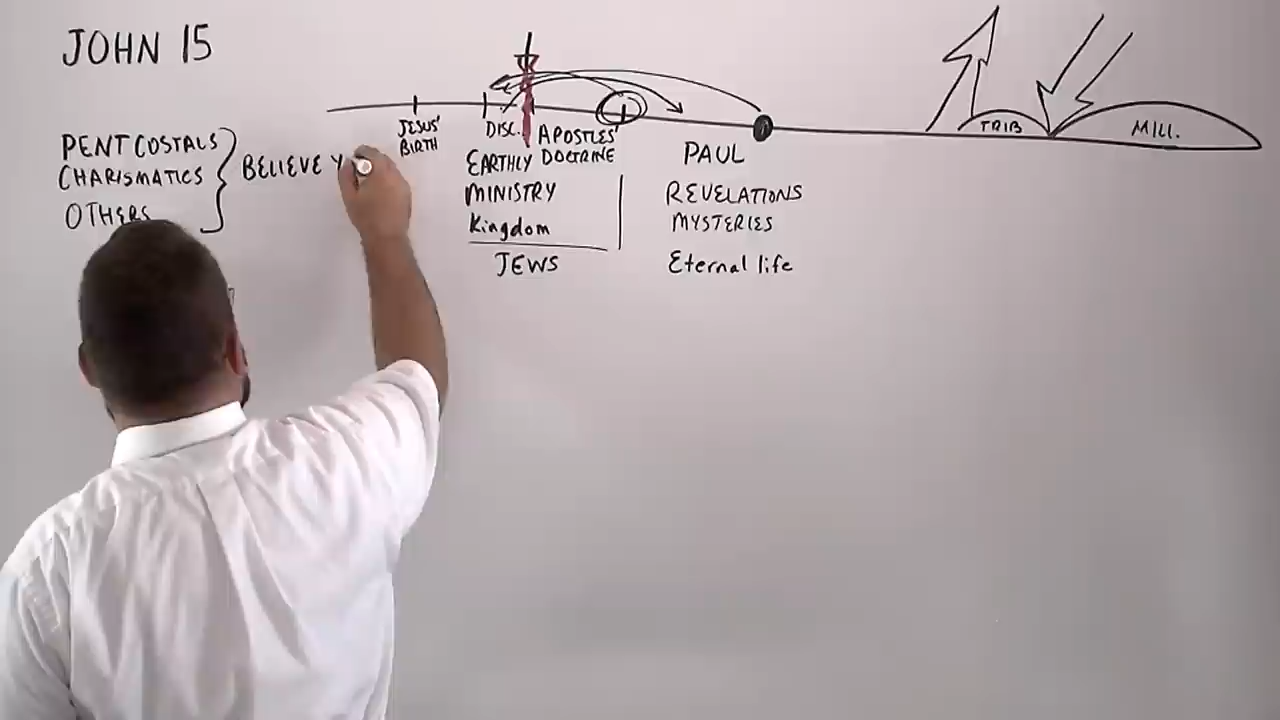 JOHN 15
PENTCOSTALS
CHARISMATICS
OTHERS
BELIEVE Y
JESUS'
BIRTH
DISC.
APOSTLES'
DOCTRINE
EARTHLY
MINISTRY
Kingdom
JEWS
PAUL
REVELATIONS
MYSTERIES
Eternal life
TRIB
MILL.